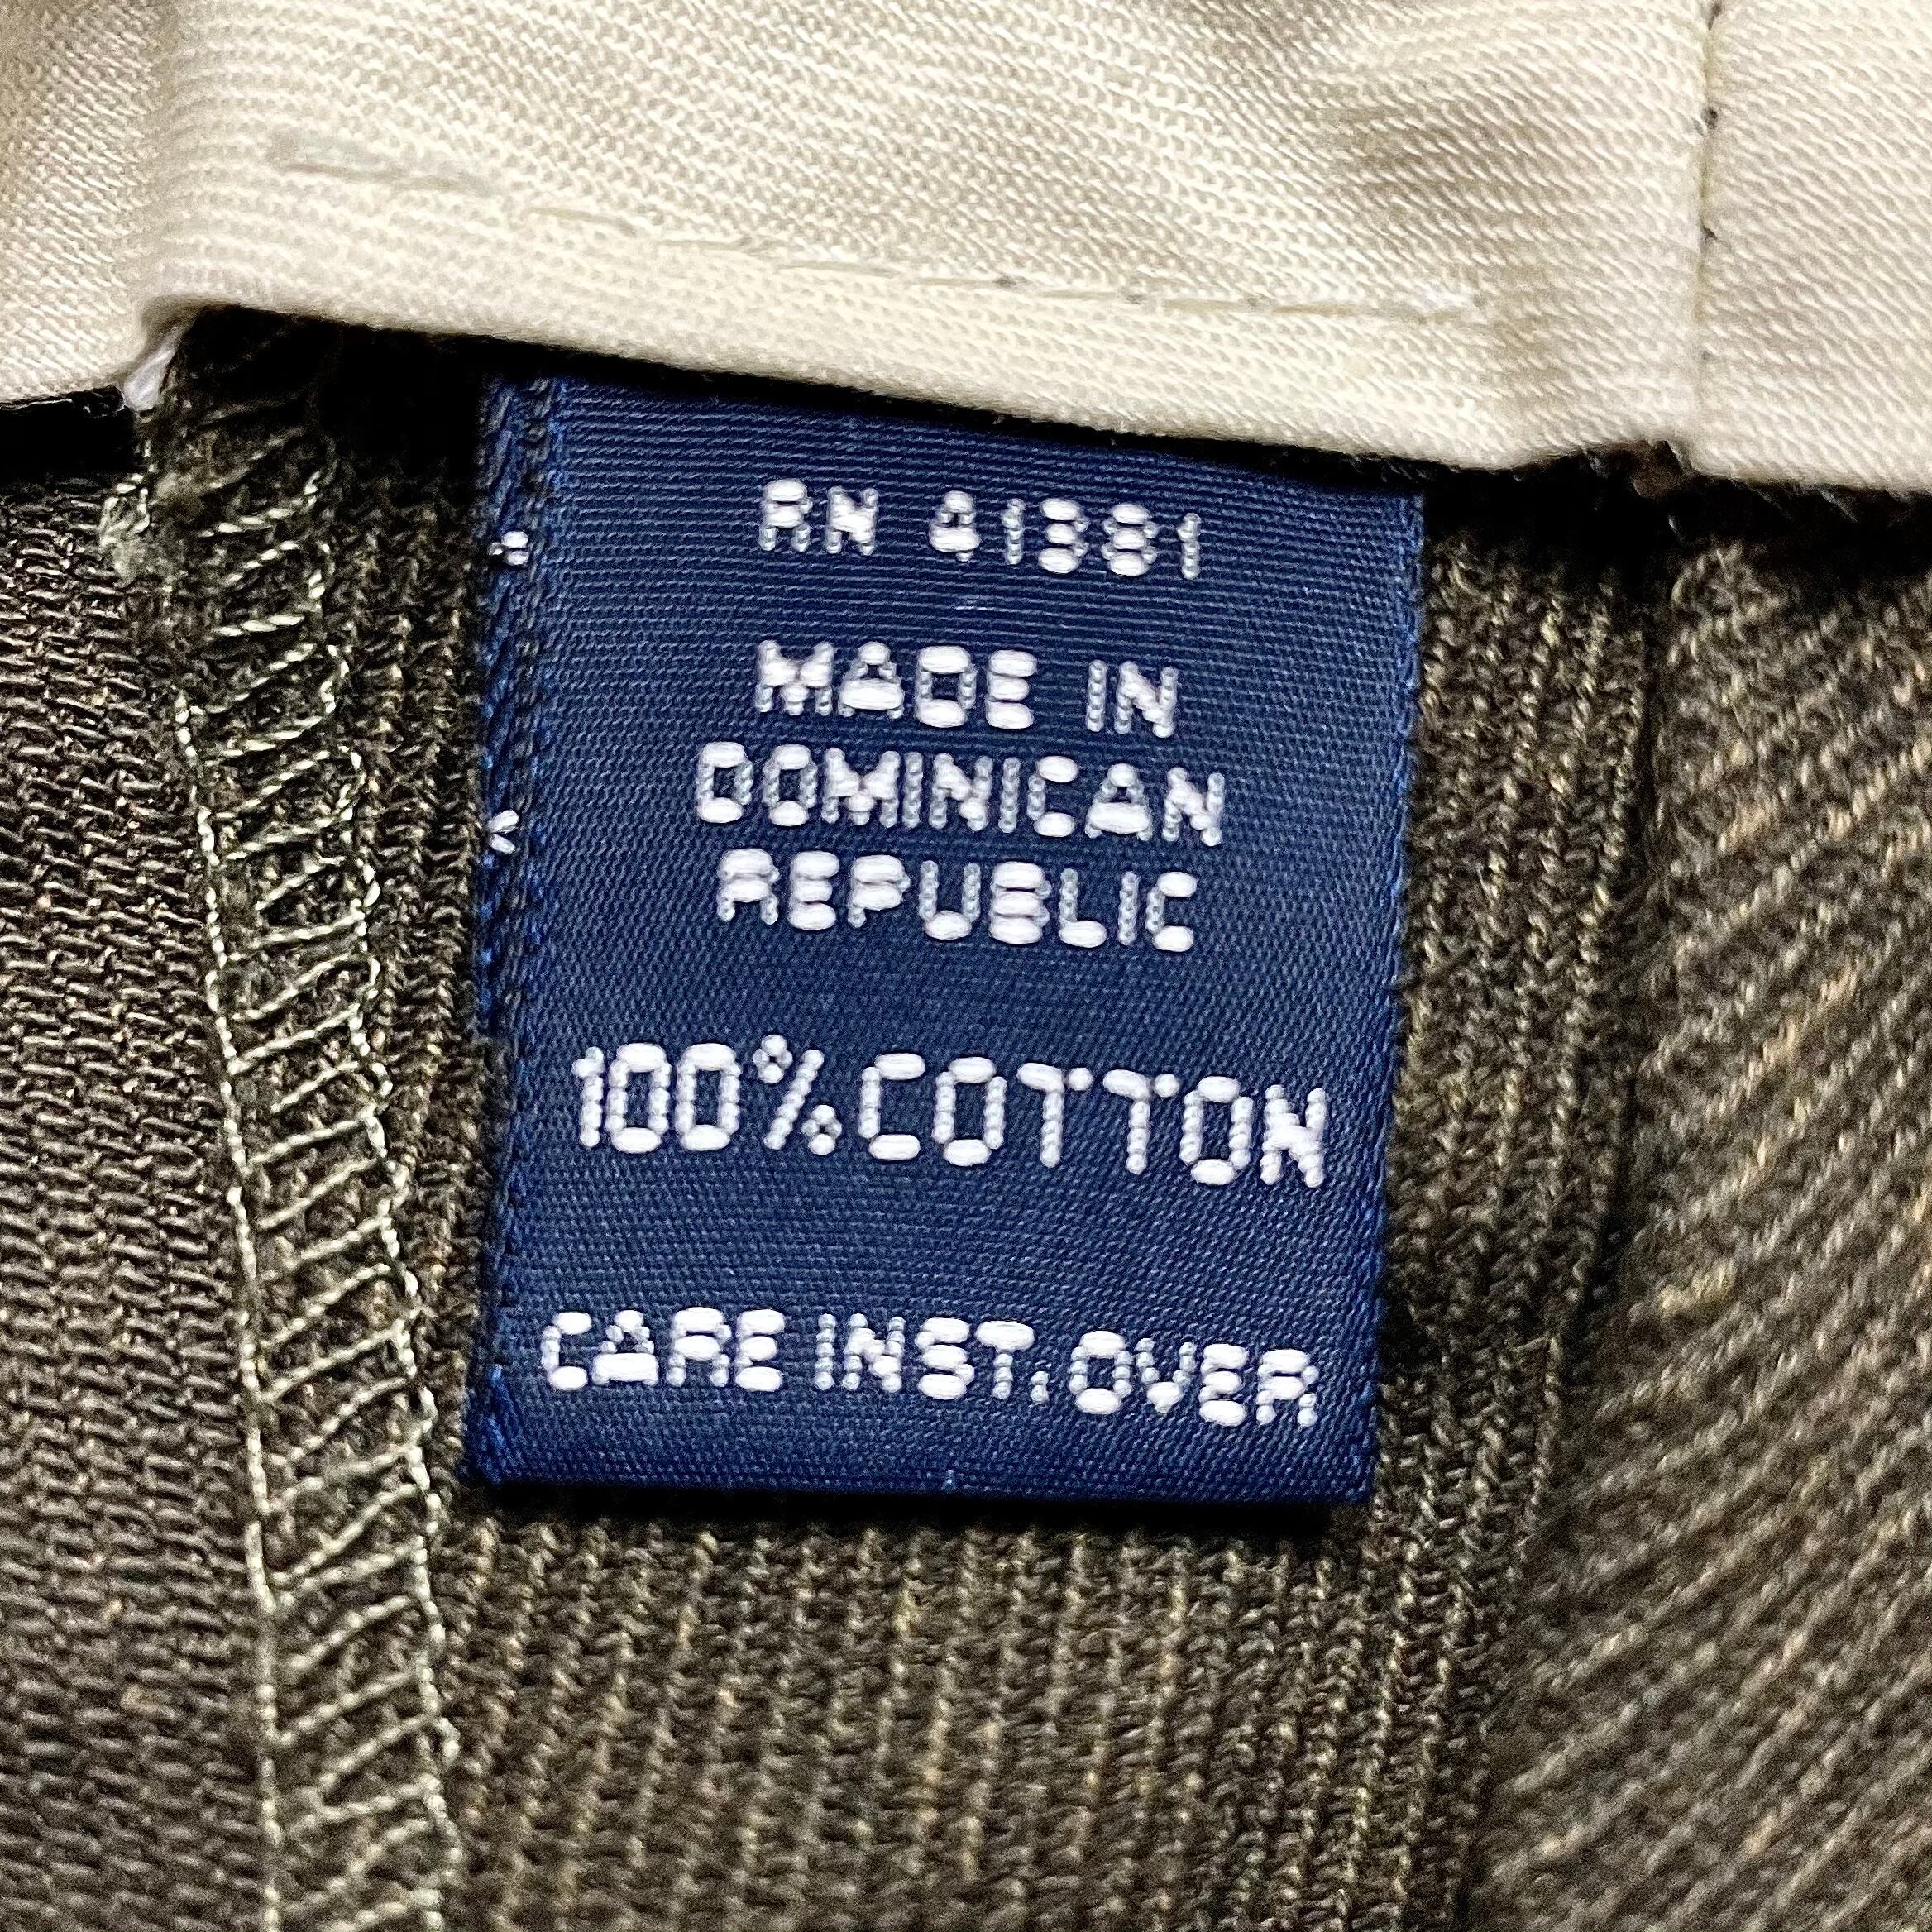 RN 41381
MADE IN
DOMINICAN
REPUBLIC
100% COTTON
CARE INST. OVER